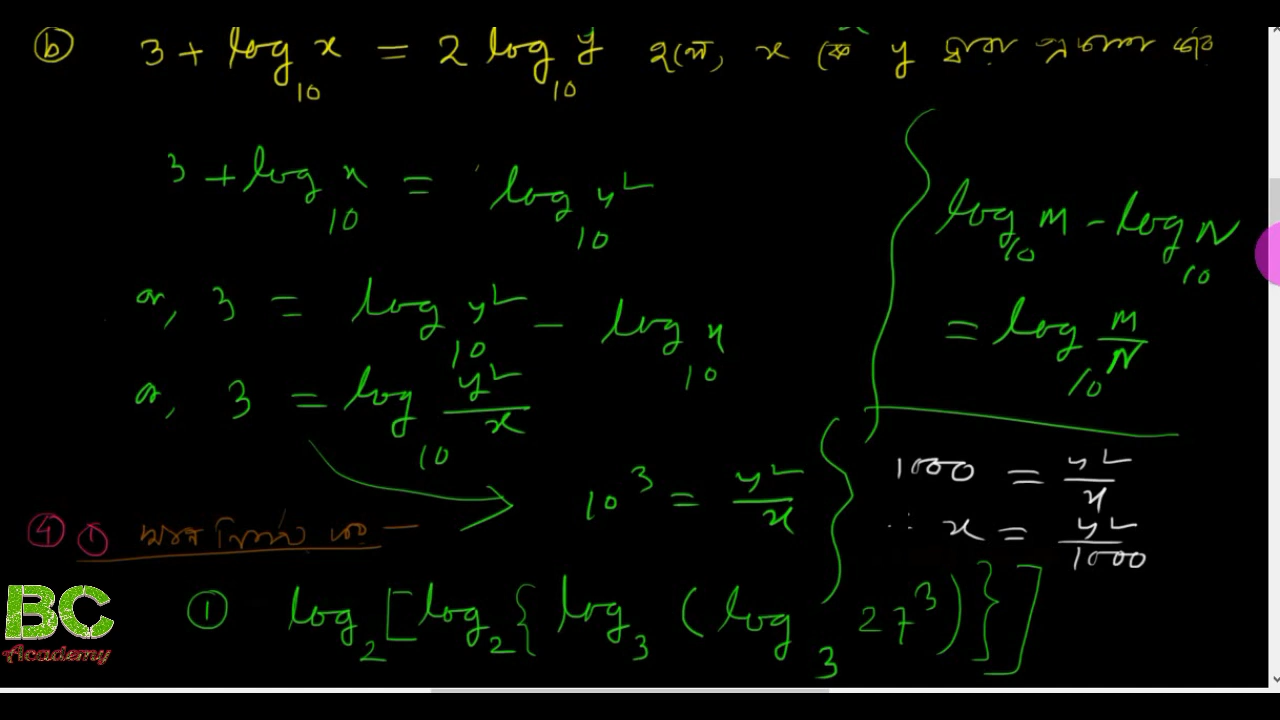 ⓑ 3 + log₁₀ x = 2 log₁₀ y হলে, x কে y দ্বারা প্রকাশ কর
3 + log₁₀ x = log₁₀ y²
or, 3 = log₁₀ y² - log₁₀ x
or, 3 = log₁₀ y²/x
10³ = y²/x
log₁₀ M - log₁₀ N
= log₁₀ M/N
1000 = y²/x
∴ x = y²/1000
④ ① মান নির্ণয় কর —
① log₂ [log₂ {log₃ (log₃ 27³)}]
BC
Academy